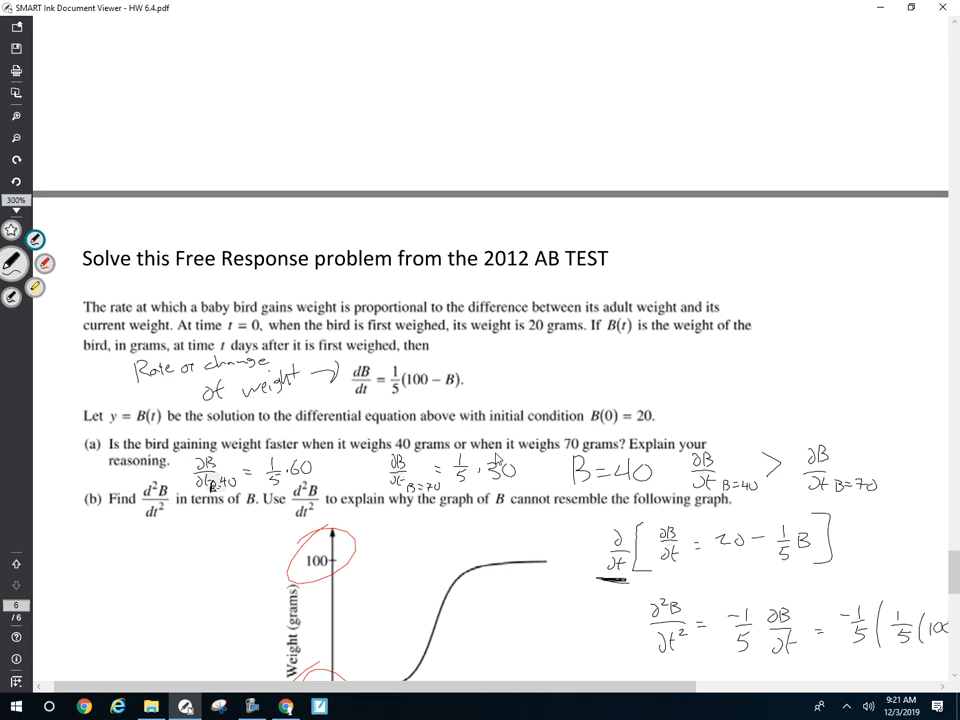 SMART Ink Document Viewer - HW 6.4.pdf
300%
Solve this Free Response problem from the 2012 AB TEST
The rate at which a baby bird gains weight is proportional to the difference between its adult weight and its
current weight. At time t = 0, when the bird is first weighed, its weight is 20 grams. If B(t) is the weight of the
bird, in grams, at time t days after it is first weighed, then
Rate of change
of weight →
dB/dt = 1/5(100 − B).
Let y = B(t) be the solution to the differential equation above with initial condition B(0) = 20.
(a) Is the bird gaining weight faster when it weighs 40 grams or when it weighs 70 grams? Explain your
reasoning.
∂B/∂t B=40 = 1/5 · 60
∂B/∂t B=70 = 1/5 · 30
B = 40
∂B/∂t B=40 > ∂B/∂t B=70
(b) Find d²B/dt² in terms of B. Use d²B/dt² to explain why the graph of B cannot resemble the following graph.
∂/∂t [ ∂B/∂t = 20 − 1/5 B ]
100
Weight (grams)
∂²B/∂t² = −1/5 ∂B/∂t = −1/5 ( 1/5 (100
6
/ 6
9:21 AM
12/3/2019